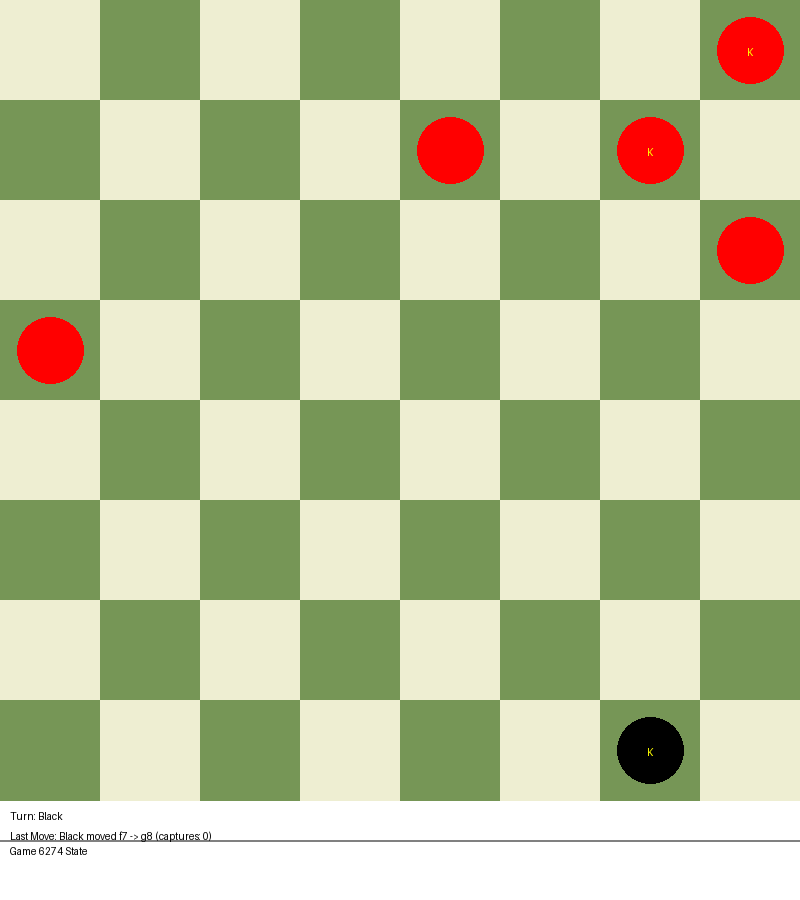 K
K
K
Turn: Black
Last Move: Black moved f7 -> g8 (captures: 0)
Game 6274 State